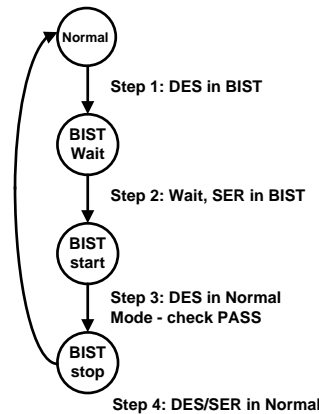 Normal
Step 1: DES in BIST
BIST
Wait
Step 2: Wait, SER in BIST
BIST
start
Step 3: DES in Normal
Mode - check PASS
BIST
stop
Step 4: DES/SER in Normal